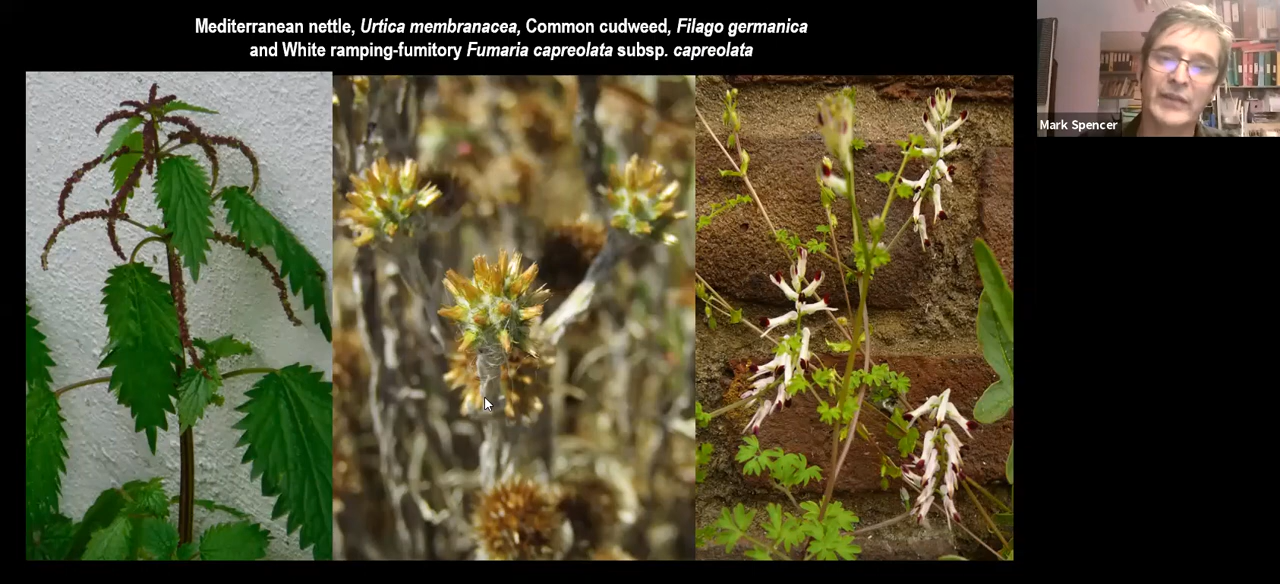 Mediterranean nettle, Urtica membranacea, Common cudweed, Filago germanica
and White ramping-fumitory Fumaria capreolata subsp. capreolata
Mark Spencer